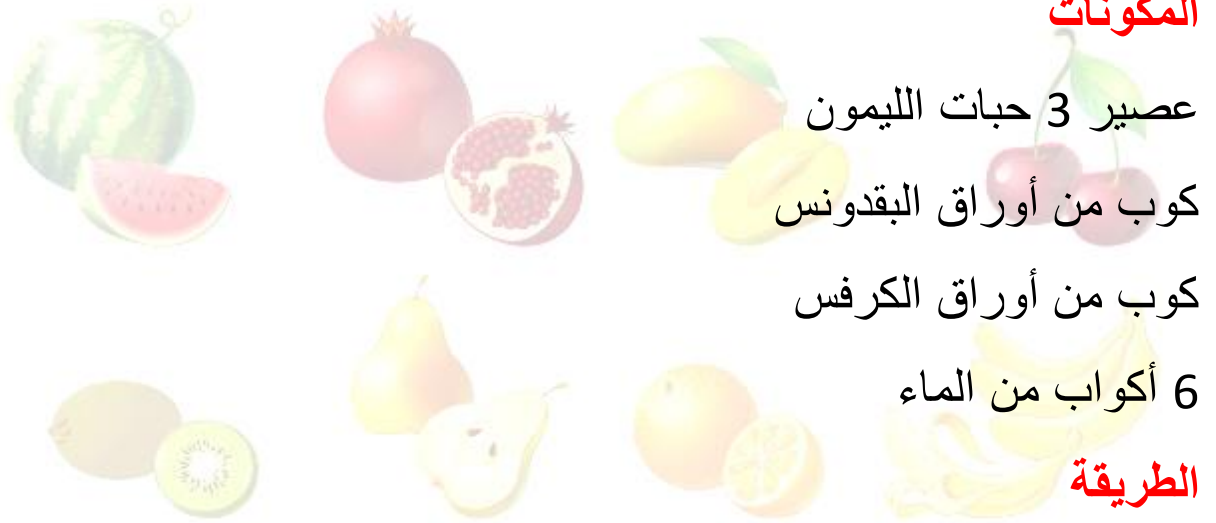 المكونات
عصير 3 حبات الليمون
كوب من أوراق البقدونس
كوب من أوراق الكرفس
6 أكواب من الماء
الطريقة